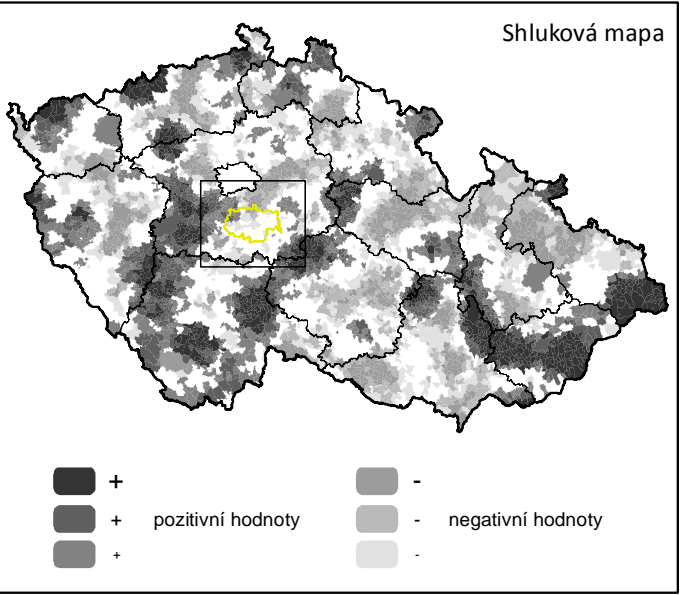 Shluková mapa
+ -
+ pozitivní hodnoty - negativní hodnoty
+ -